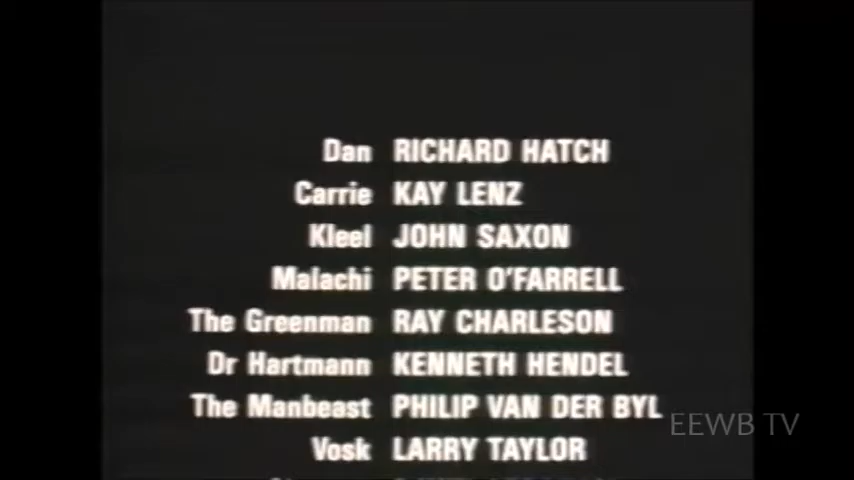 Dan RICHARD HATCH
Carrie KAY LENZ
Kleel JOHN SAXON
Malachi PETER O'FARRELL
The Greenman RAY CHARLESON
Dr Hartmann KENNETH HENDEL
The Manbeast PHILIP VAN DER BYL
EEWB TV
Vosk LARRY TAYLOR